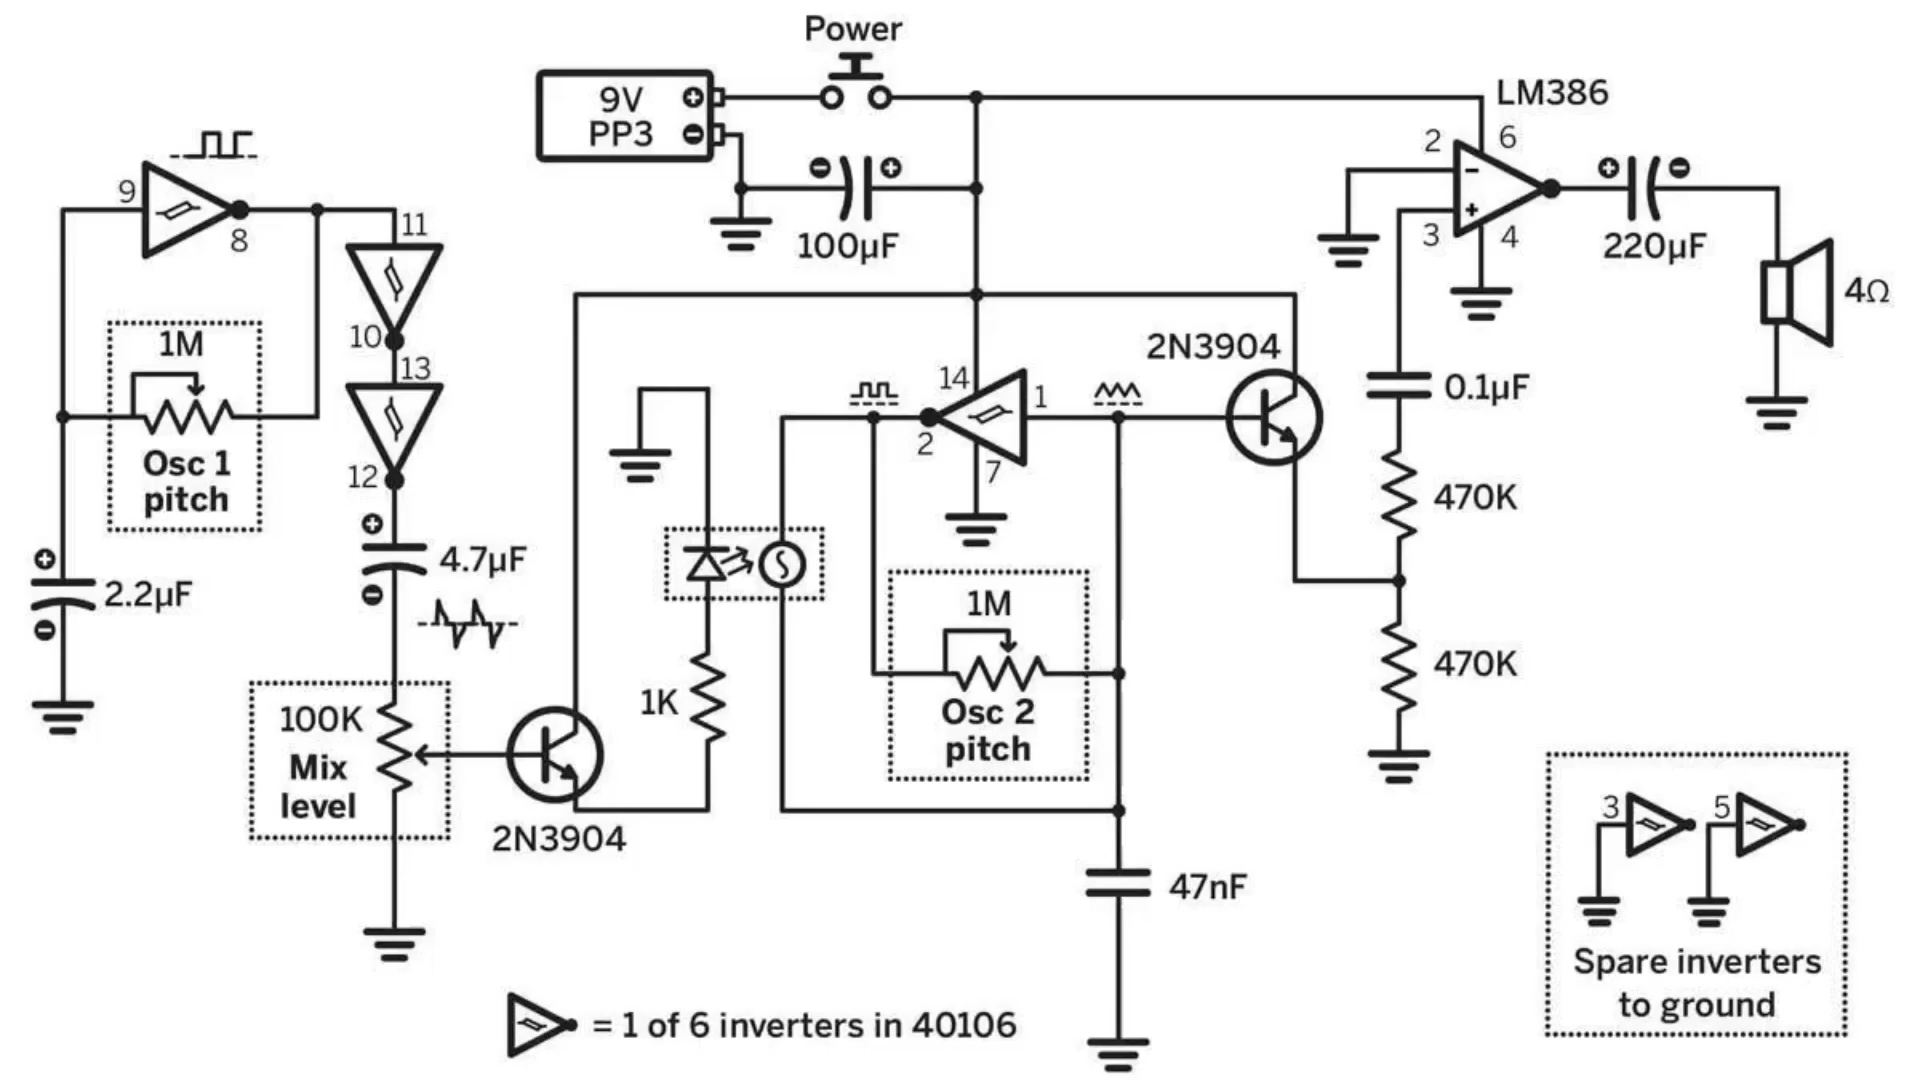 Power
9V
PP3
LM386
2
6
3
4
100µF
220µF
4Ω
9
8
11
10
13
12
1M
Osc 1
pitch
2.2µF
4.7µF
100K
Mix
level
2N3904
1K
14
1
2
7
2N3904
0.1µF
470K
470K
1M
Osc 2
pitch
47nF
3
5
Spare inverters
to ground
= 1 of 6 inverters in 40106